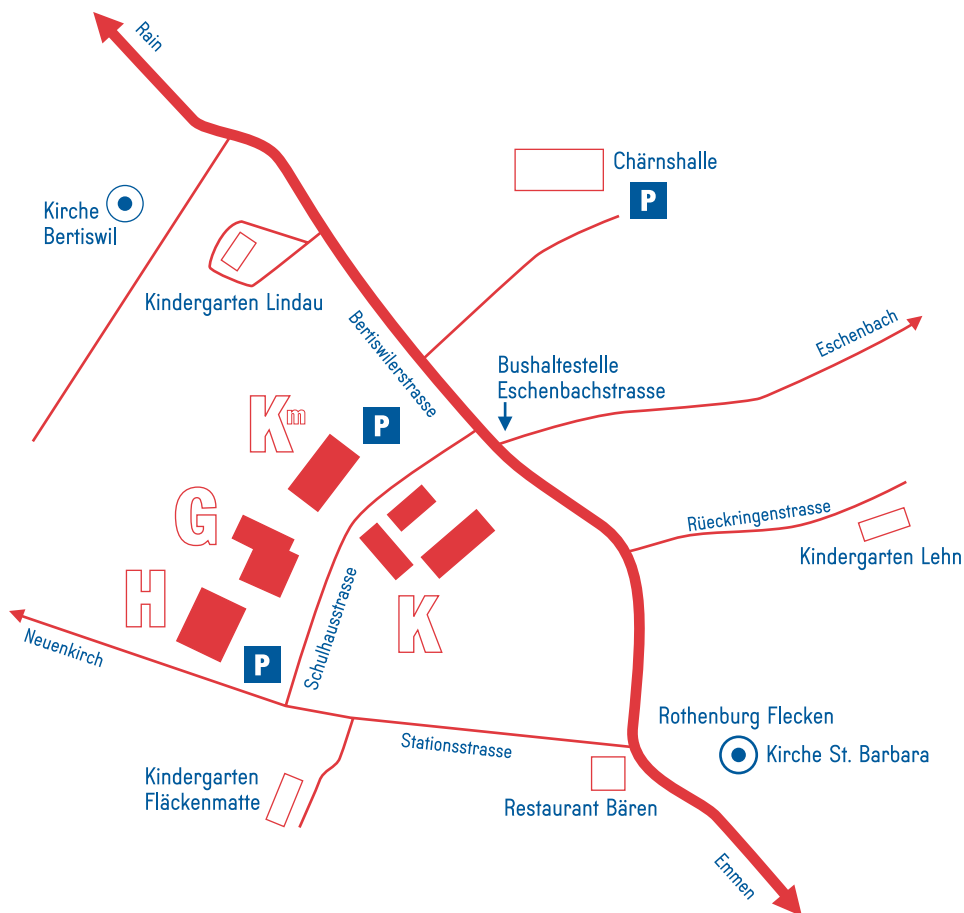 Rain
Chärnshalle
P
Kirche
Bertiswil
Kindergarten Lindau
Bertiswilerstrasse
Eschenbach
Bushaltestelle
Eschenbachstrasse
Km
P
G
Rüeckringenstrasse
Kindergarten Lehn
H
K
Schulhausstrasse
Neuenkirch
P
Rothenburg Flecken
Kirche St. Barbara
Stationsstrasse
Kindergarten
Fläckenmatte
Restaurant Bären
Emmen